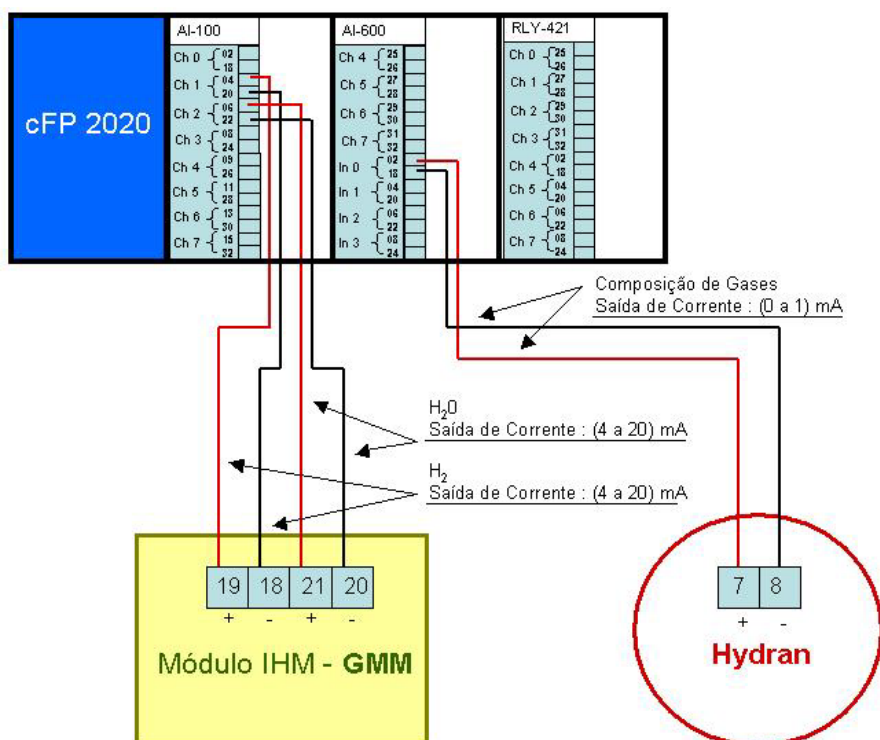 cFP 2020
AI-100
Ch 0 { 02
18
Ch 1 { 04
20
Ch 2 { 06
22
Ch 3 { 08
24
Ch 4 { 09
26
Ch 5 { 11
28
Ch 6 { 13
30
Ch 7 { 15
32
AI-600
Ch 4 { 25
26
Ch 5 { 27
28
Ch 6 { 29
30
Ch 7 { 31
32
In 0 { 02
18
In 1 { 04
20
In 2 { 06
22
In 3 { 08
24
RLY-421
Ch 0 { 25
26
Ch 1 { 27
28
Ch 2 { 29
30
Ch 3 { 31
32
Ch 4 { 02
18
Ch 5 { 04
20
Ch 6 { 06
22
Ch 7 { 08
24
Composição de Gases
Saída de Corrente : (0 a 1) mA
H₂0
Saída de Corrente : (4 a 20) mA
H₂
Saída de Corrente : (4 a 20) mA
19 18 21 20
+ - + -
Módulo IHM - GMM
7 8
+ -
Hydran